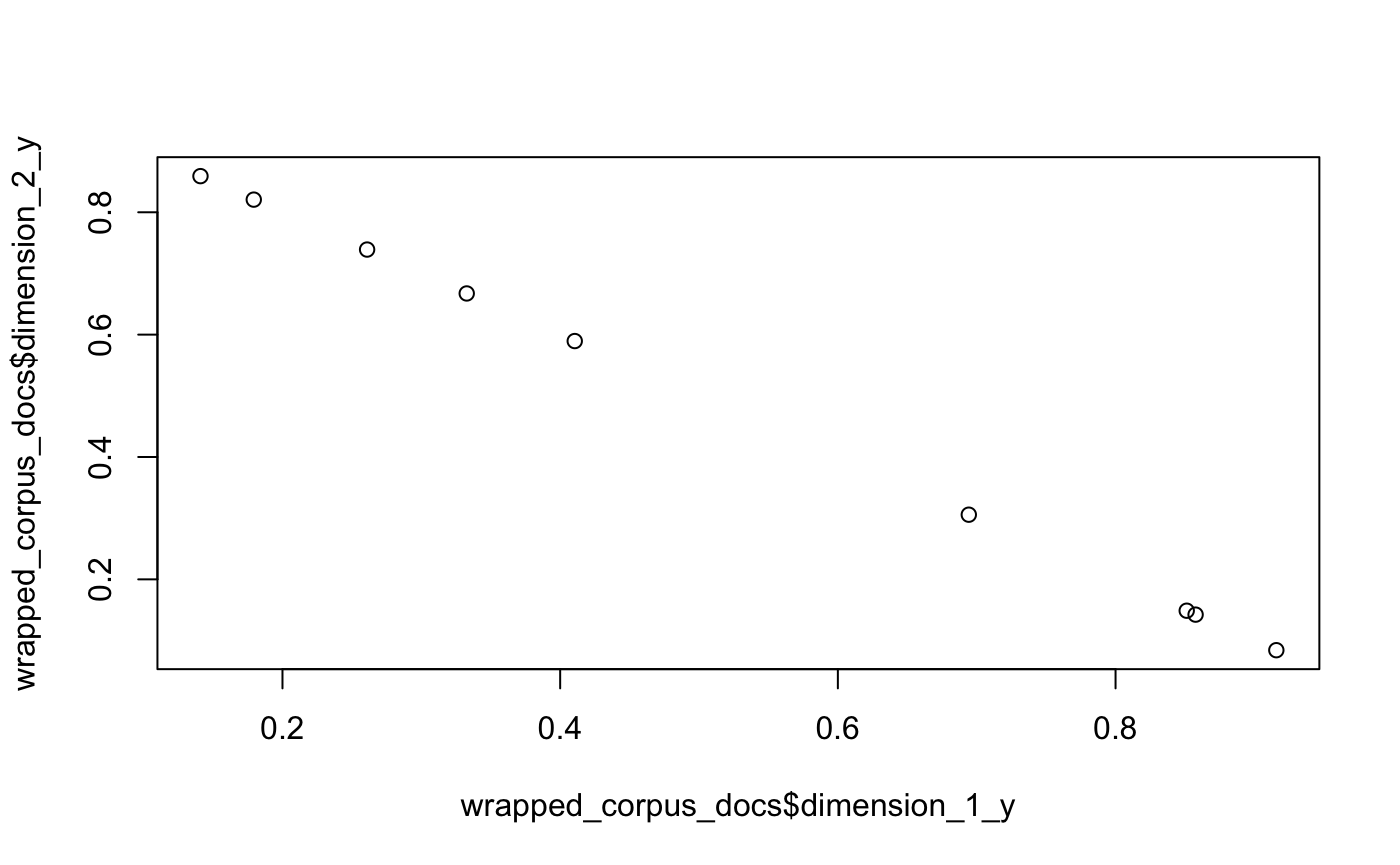 wrapped_corpus_docs$dimension_2_y
0.8
0.6
0.4
0.2
0.2 0.4 0.6 0.8
wrapped_corpus_docs$dimension_1_y